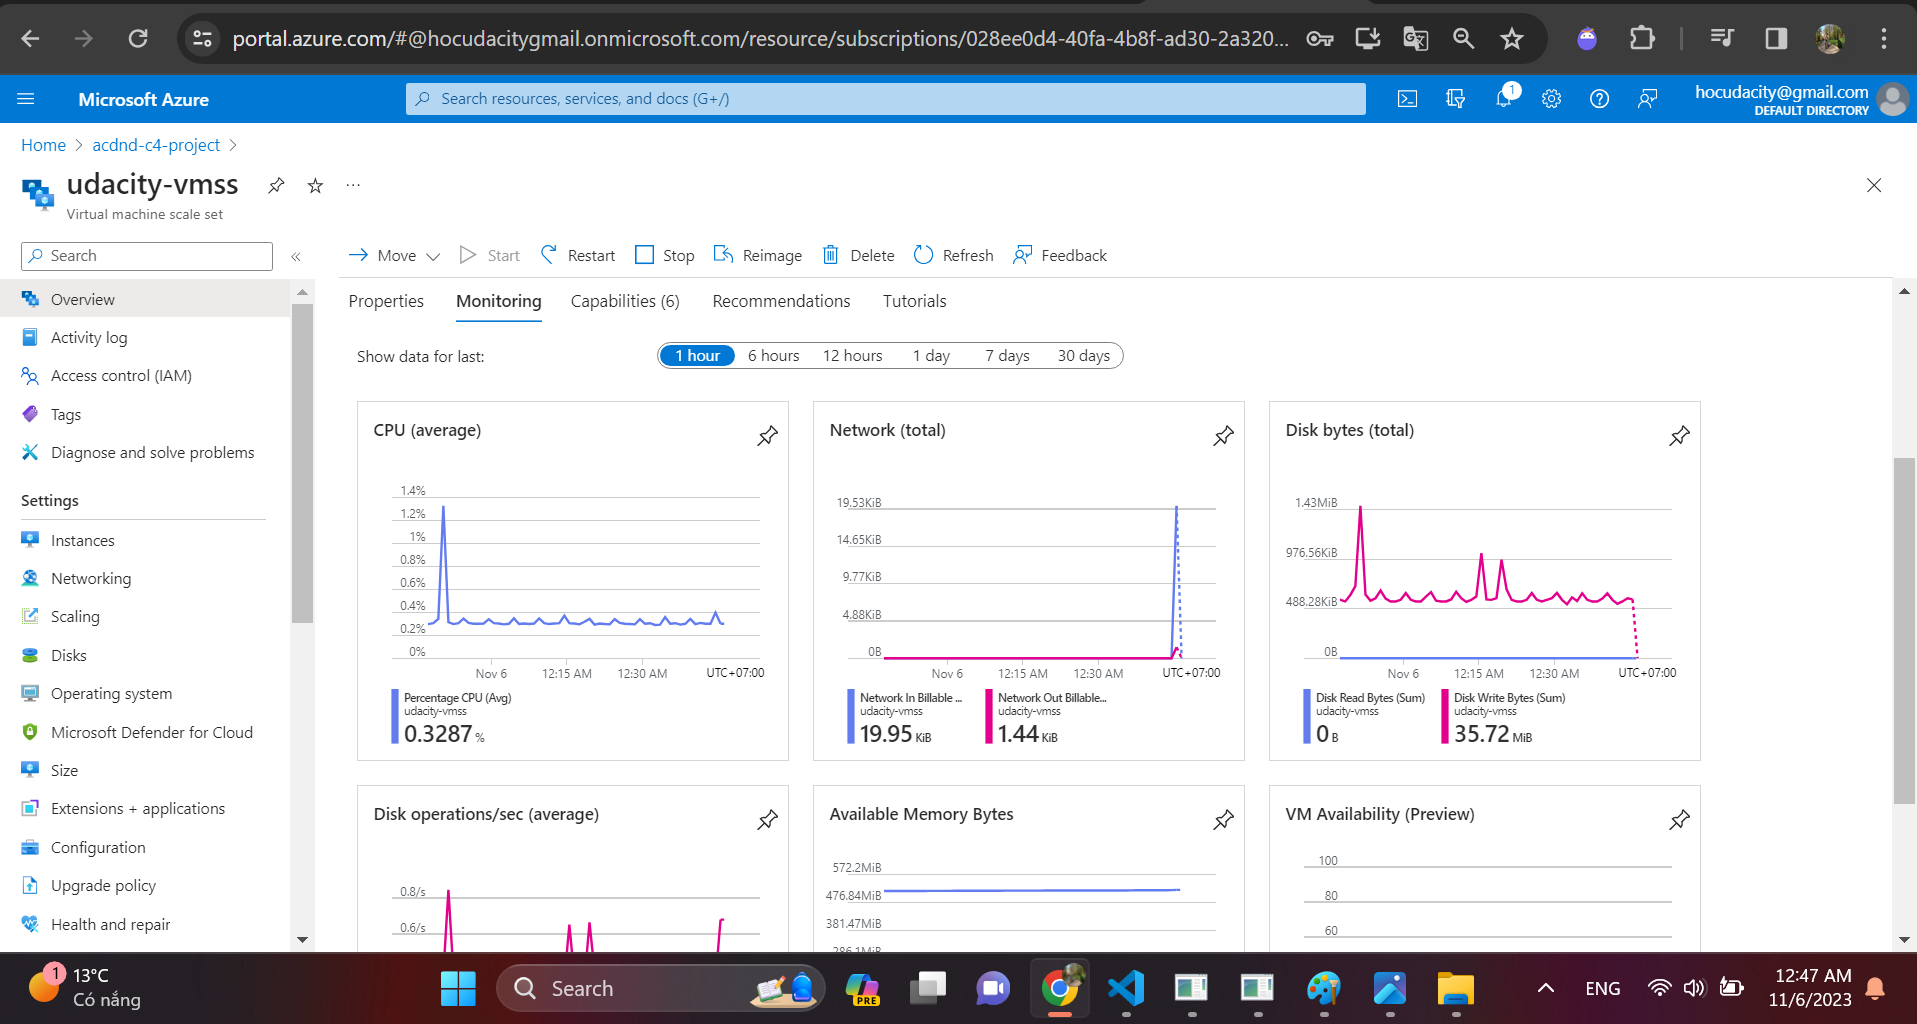 portal.azure.com/#@hocudacitygmail.onmicrosoft.com/resource/subscriptions/028ee0d4-40fa-4b8f-ad30-2a320...
Microsoft Azure
Search resources, services, and docs (G+/)
1
hocudacity@gmail.com
DEFAULT DIRECTORY
Home > acdnd-c4-project >
udacity-vmss
Virtual machine scale set
Search
Move
Start
Restart
Stop
Reimage
Delete
Refresh
Feedback
Overview
Activity log
Access control (IAM)
Tags
Diagnose and solve problems
Settings
Instances
Networking
Scaling
Disks
Operating system
Microsoft Defender for Cloud
Size
Extensions + applications
Configuration
Upgrade policy
Health and repair
Properties
Monitoring
Capabilities (6)
Recommendations
Tutorials
Show data for last:
1 hour
6 hours
12 hours
1 day
7 days
30 days
CPU (average)
1.4%
1.2%
1%
0.8%
0.6%
0.4%
0.2%
0%
Nov 6
12:15 AM
12:30 AM
UTC+07:00
Percentage CPU (Avg)
udacity-vmss
0.3287 %
Network (total)
19.53KiB
14.65KiB
9.77KiB
4.88KiB
0B
Nov 6
12:15 AM
12:30 AM
UTC+07:00
Network In Billable ...
udacity-vmss
19.95 KiB
Network Out Billable...
udacity-vmss
1.44 KiB
Disk bytes (total)
1.43MiB
976.56KiB
488.28KiB
0B
Nov 6
12:15 AM
12:30 AM
UTC+07:00
Disk Read Bytes (Sum)
udacity-vmss
0 B
Disk Write Bytes (Sum)
udacity-vmss
35.72 MiB
Disk operations/sec (average)
0.8/s
0.6/s
Available Memory Bytes
572.2MiB
476.84MiB
381.47MiB
286.1MiB
VM Availability (Preview)
100
80
60
1
13°C
Có nắng
Search
PRE
ENG
12:47 AM
11/6/2023